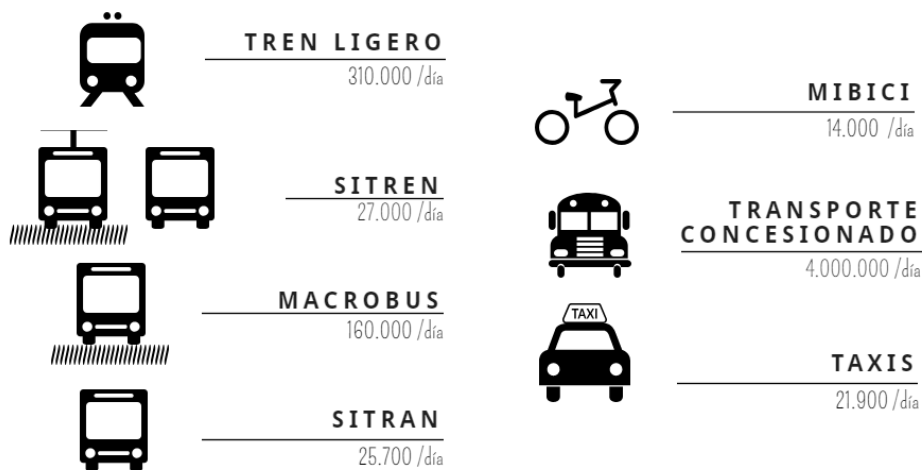 TREN LIGERO
310.000 /día
SITREN
27.000 /día
MACROBUS
160.000 /día
SITRAN
25.700 /día
MIBICI
14.000 /día
TRANSPORTE
CONCESIONADO
4.000.000 /día
TAXI
TAXIS
21.900 /día